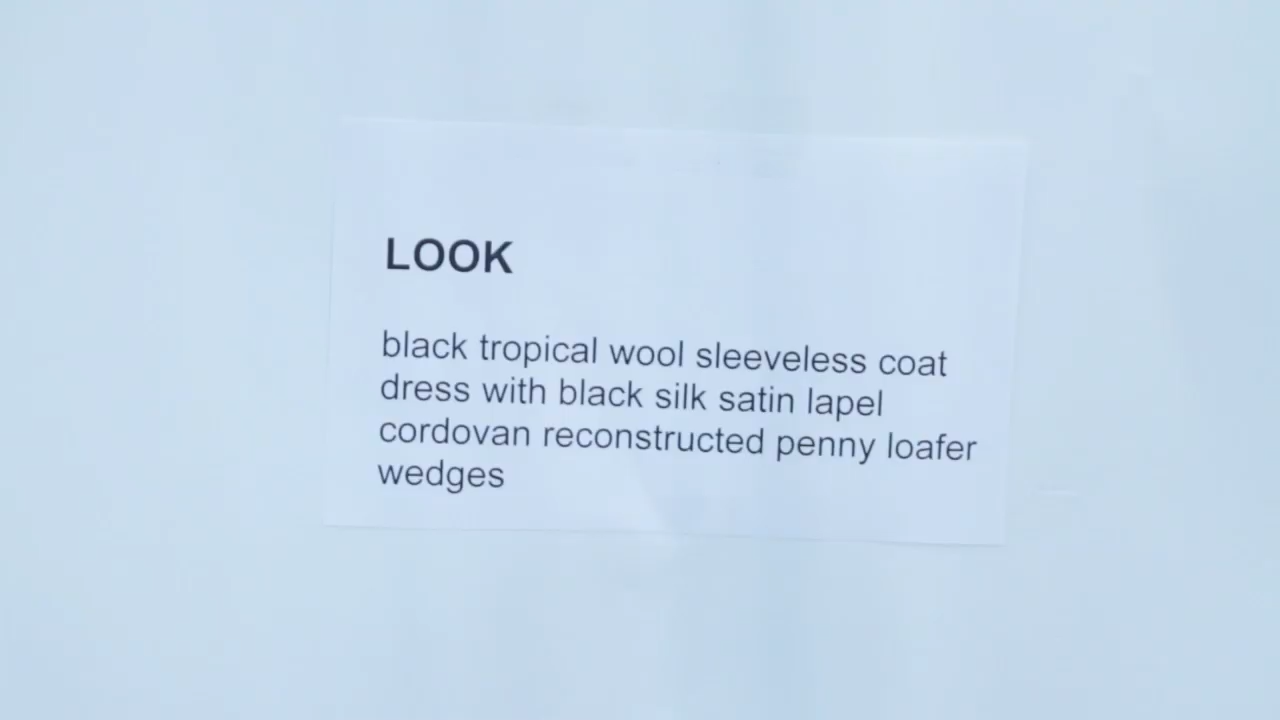 LOOK
black tropical wool sleeveless coat
dress with black silk satin lapel
cordovan reconstructed penny loafer
wedges